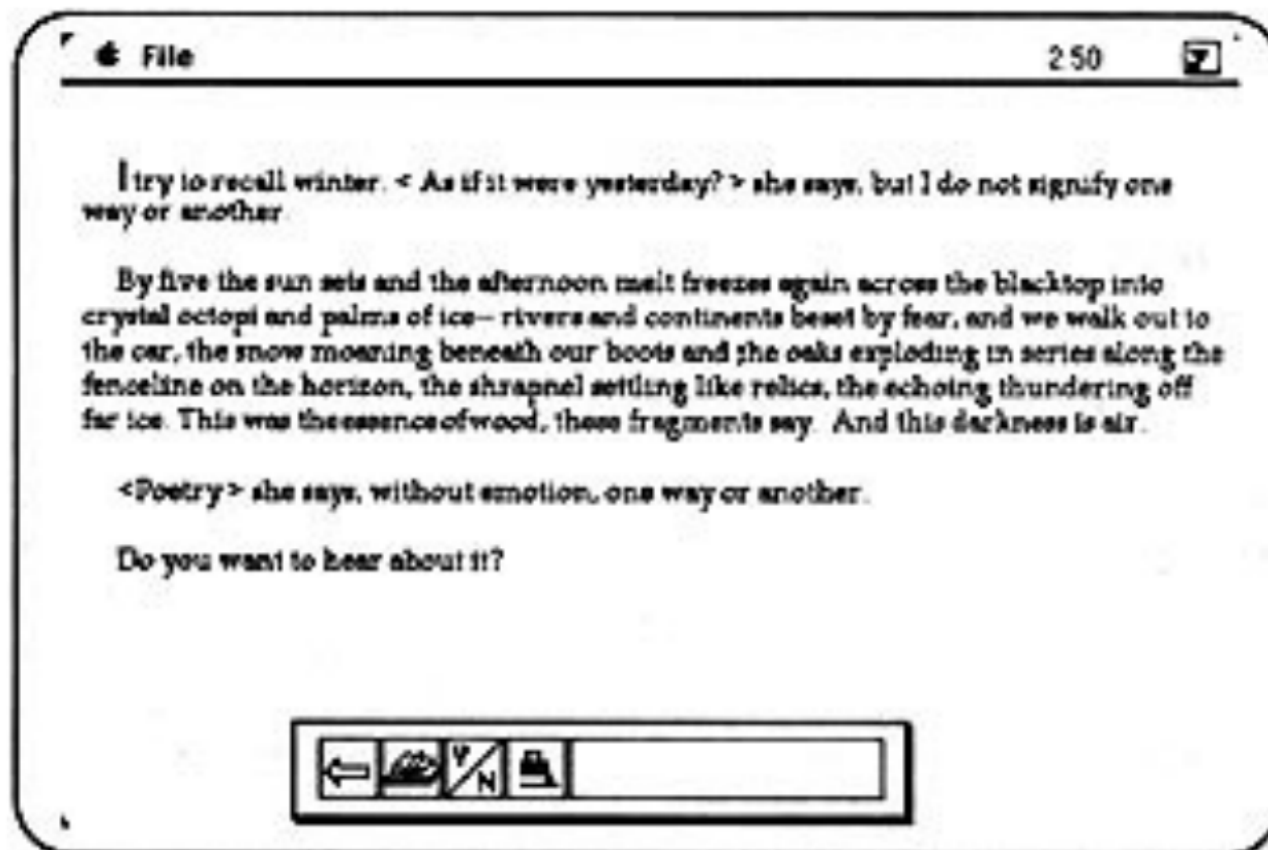 File 2:50
I try to recall winter. < As if it were yesterday? > she says, but I do not signify one
way or another.
By five the sun sets and the afternoon melt freezes again across the blacktop into
crystal octopi and palms of ice— rivers and continents beset by fear, and we walk out to
the car, the snow moaning beneath our boots and the oaks exploding in series along the
fenceline on the horizon, the shrapnel settling like relics, the echoing thundering off
far ice. This was the essence of wood, these fragments say. And this darkness is air.
<Poetry> she says, without emotion, one way or another.
Do you want to hear about it?
Y/N